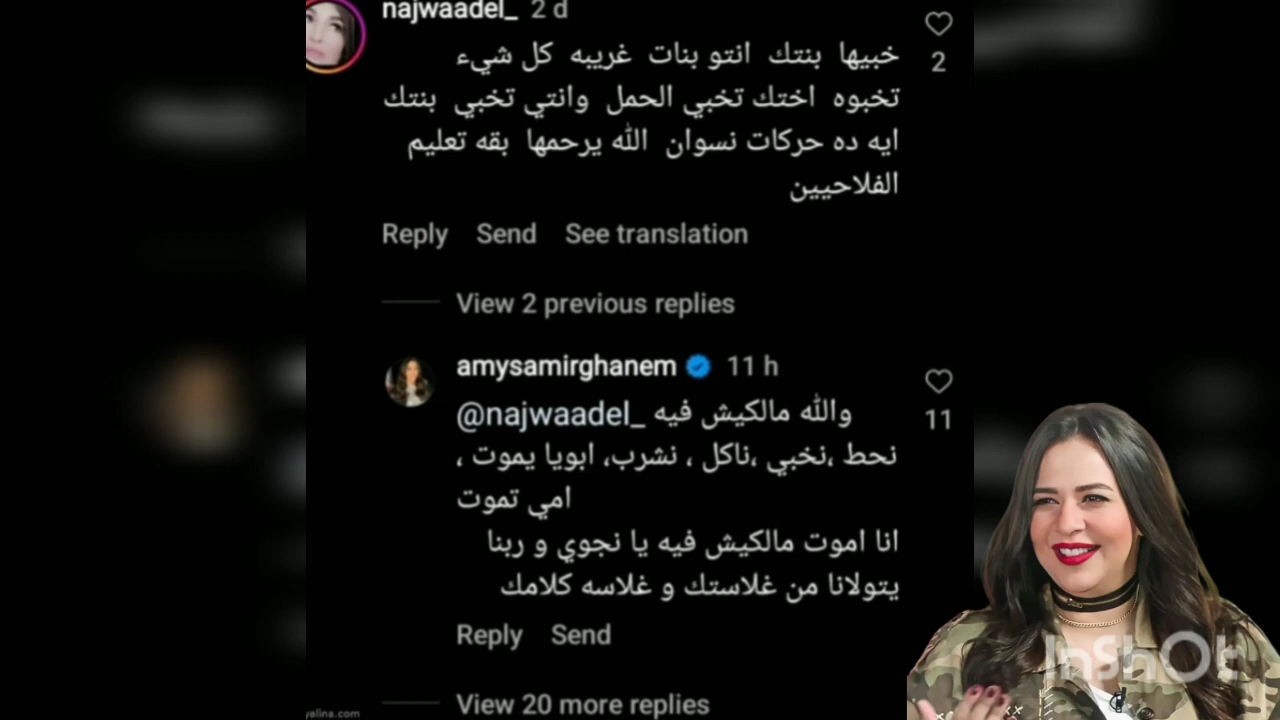 najwaadel_ 2 d
خبيها بنتك انتو بنات غريبه كل شيء
تخبوه اختك تخبي الحمل وانتي تخبي بنتك
ايه ده حركات نسوان الله يرحمها بقه تعليم
الفلاحيين
2
Reply Send See translation
View 2 previous replies
amysamirghanem 11 h
@najwaadel_ والله مالكيش فيه
نحط ،نخبي ،ناكل ، نشرب، ابويا يموت ،
امي تموت
انا اموت مالكيش فيه يا نجوي و ربنا
يتولانا من غلاستك و غلاسه كلامك
11
Reply Send
View 20 more replies
yalina.com
InShOt